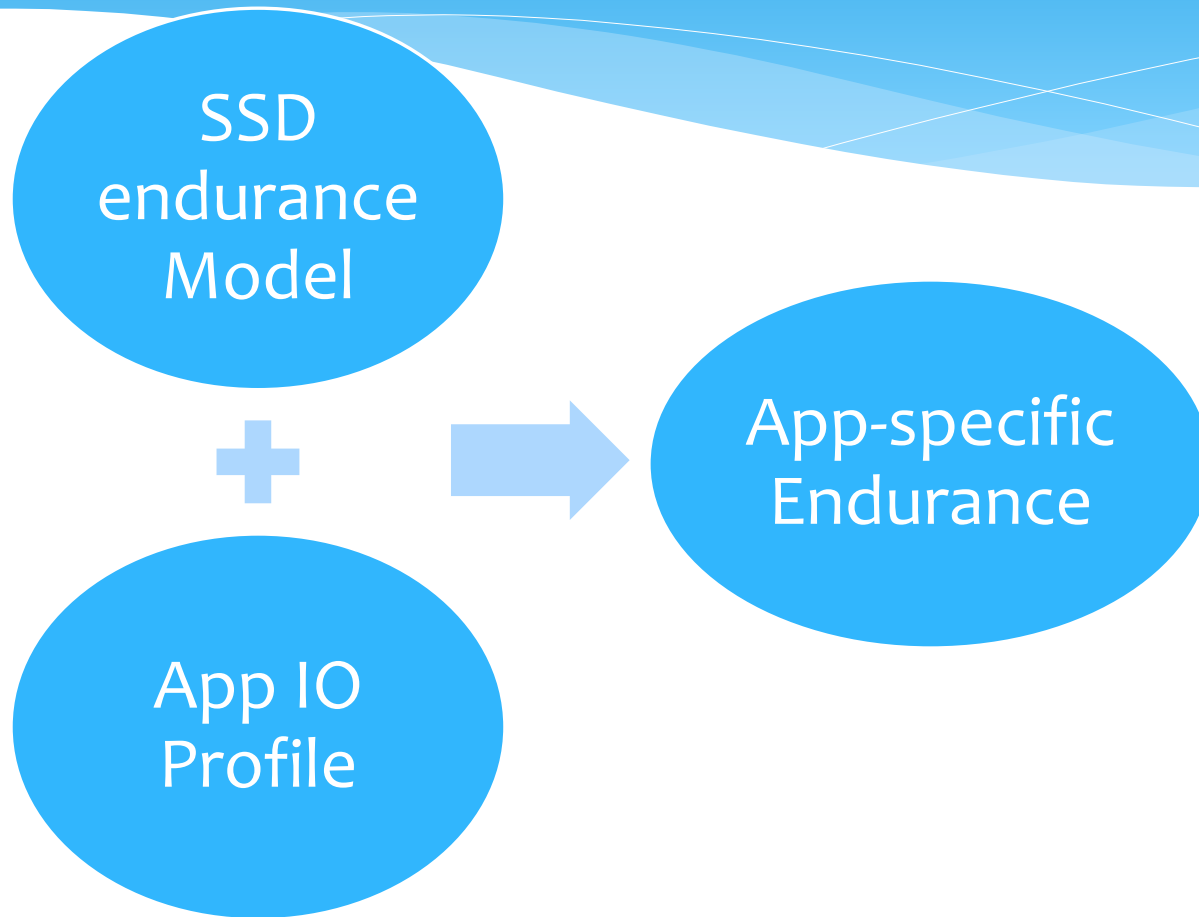 SSD
endurance
Model
App-specific
Endurance
App IO
Profile